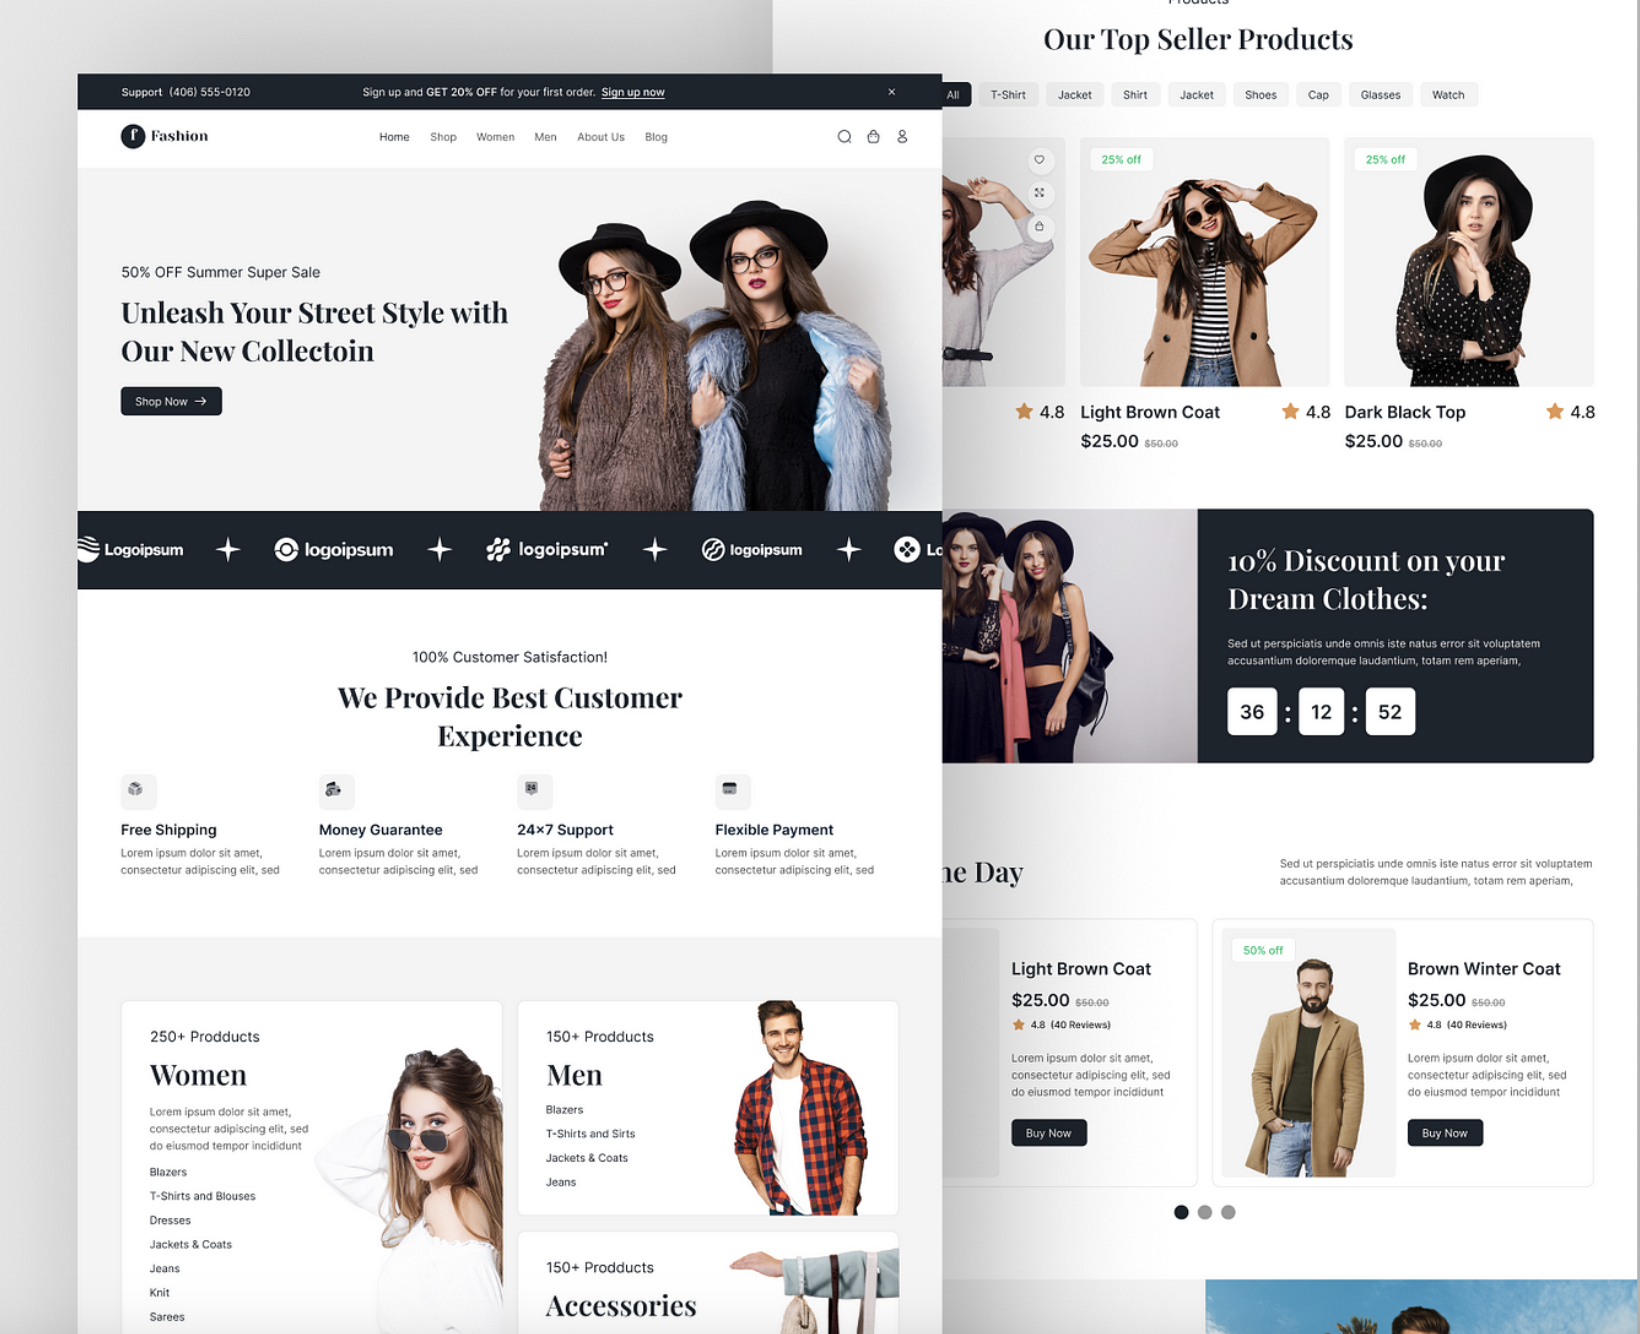 Support (406) 555-0120
Sign up and GET 20% OFF for your first order. Sign up now
f Fashion
Home Shop Women Men About Us Blog
50% OFF Summer Super Sale
Unleash Your Street Style with
Our New Collectoin
Shop Now →
Logoipsum logoipsum logoipsum logoipsum Lo
100% Customer Satisfaction!
We Provide Best Customer
Experience
24
Free Shipping
Lorem ipsum dolor sit amet,
consectetur adipiscing elit, sed
Money Guarantee
Lorem ipsum dolor sit amet,
consectetur adipiscing elit, sed
24×7 Support
Lorem ipsum dolor sit amet,
consectetur adipiscing elit, sed
Flexible Payment
Lorem ipsum dolor sit amet,
consectetur adipiscing elit, sed
250+ Prodducts
Women
Lorem ipsum dolor sit amet,
consectetur adipiscing elit, sed
do eiusmod tempor incididunt
Blazers
T-Shirts and Blouses
Dresses
Jackets & Coats
Jeans
Knit
Sarees
150+ Prodducts
Men
Blazers
T-Shirts and Sirts
Jackets & Coats
Jeans
150+ Prodducts
Accessories
Products
Our Top Seller Products
All T-Shirt Jacket Shirt Jacket Shoes Cap Glasses Watch
4.8
25% off
Light Brown Coat 4.8
$25.00 $50.00
25% off
Dark Black Top 4.8
$25.00 $50.00
10% Discount on your
Dream Clothes:
Sed ut perspiciatis unde omnis iste natus error sit voluptatem
accusantium doloremque laudantium, totam rem aperiam,
36 : 12 : 52
he Day
Sed ut perspiciatis unde omnis iste natus error sit voluptatem
accusantium doloremque laudantium, totam rem aperiam,
Light Brown Coat
$25.00 $50.00
4.8 (40 Reviews)
Lorem ipsum dolor sit amet,
consectetur adipiscing elit, sed
do eiusmod tempor incididunt
Buy Now
50% off
Brown Winter Coat
$25.00 $50.00
4.8 (40 Reviews)
Lorem ipsum dolor sit amet,
consectetur adipiscing elit, sed
do eiusmod tempor incididunt
Buy Now